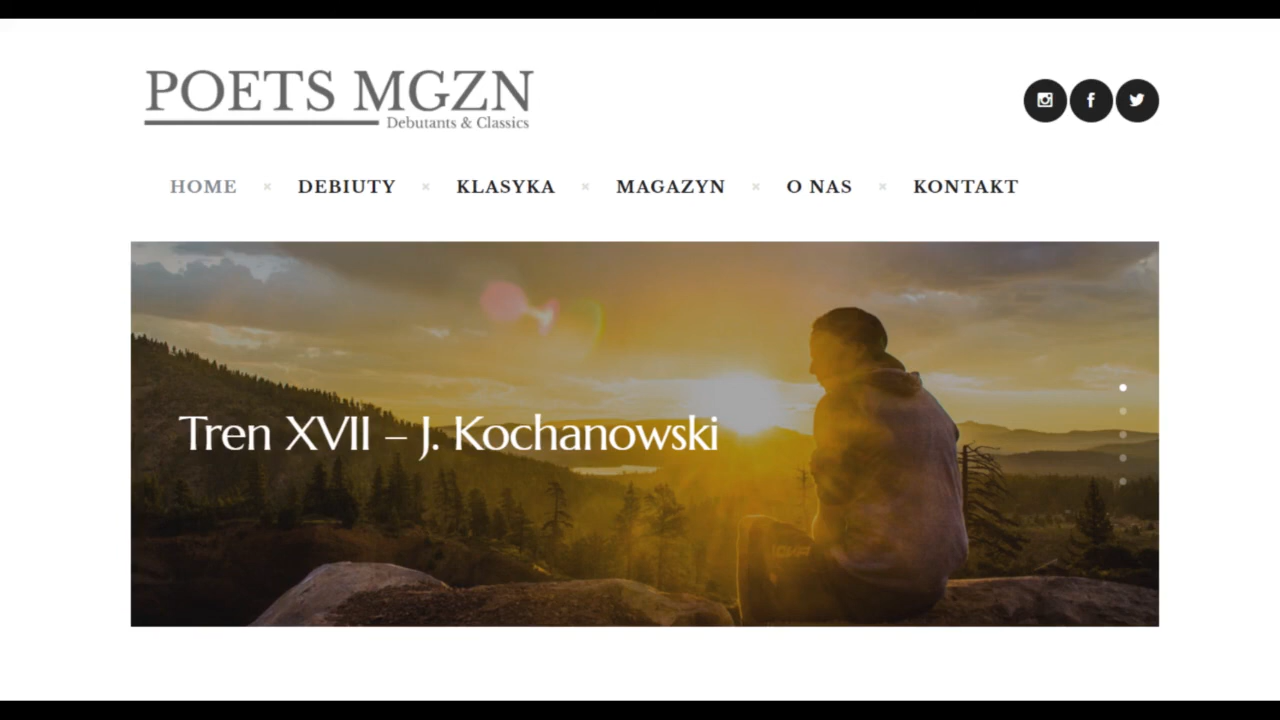 POETS MGZN
Debutants & Classics
HOME × DEBIUTY × KLASYKA × MAGAZYN × O NAS × KONTAKT
Tren XVII – J. Kochanowski